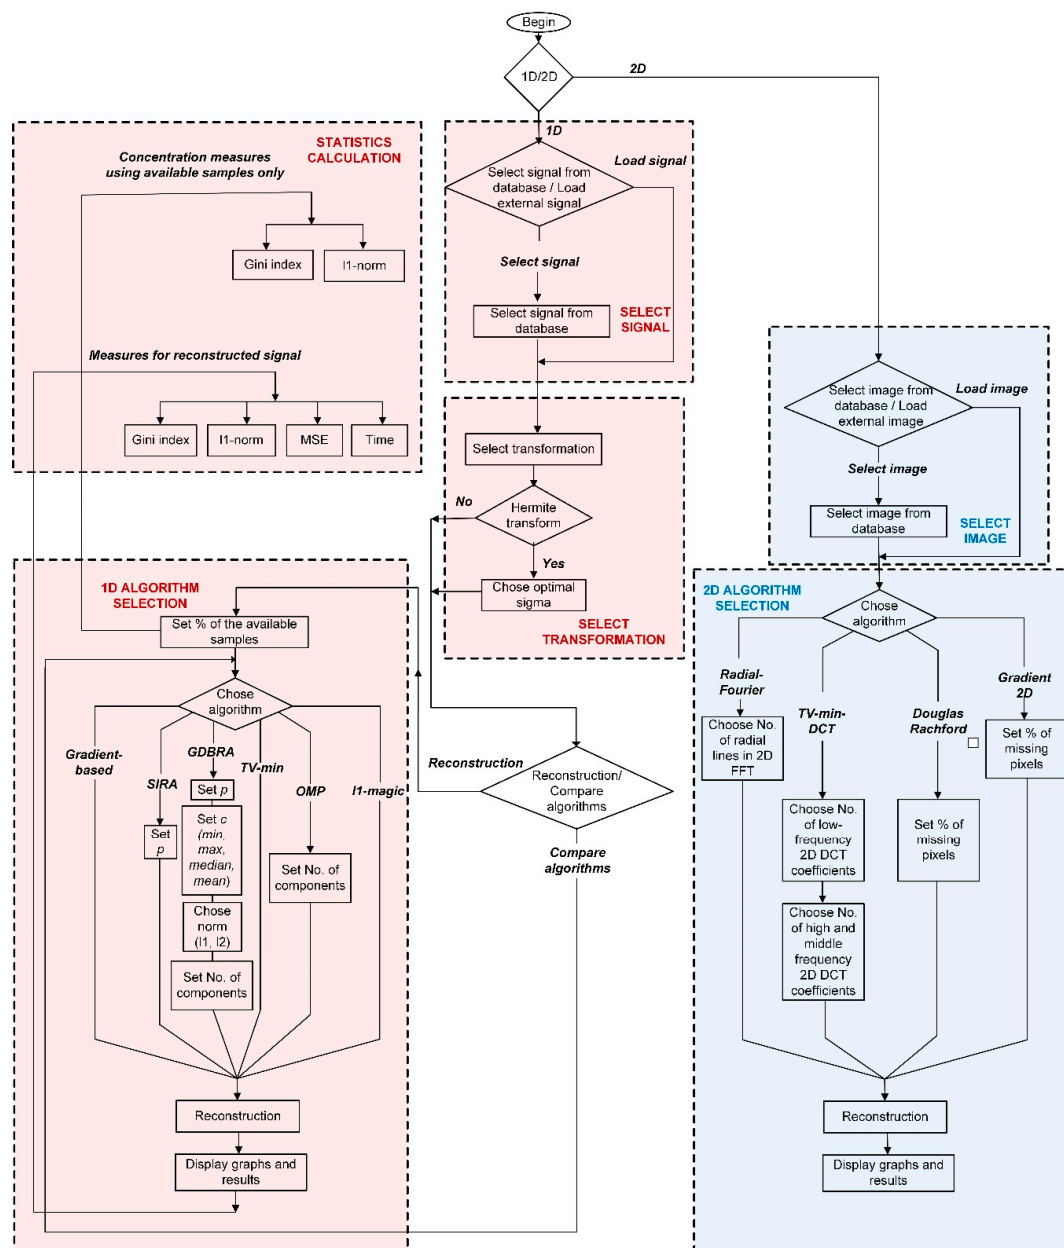 Begin
1D/2D
2D
1D
STATISTICS
CALCULATION
Concentration measures
using available samples only
Gini index
l1-norm
Measures for reconstructed signal
Gini index
l1-norm
MSE
Time
Load signal
Select signal from
database / Load
external signal
Select signal
Select signal from
database
SELECT
SIGNAL
Select transformation
No
Hermite
transform
Yes
Chose optimal
sigma
SELECT
TRANSFORMATION
Load image
Select image from
database / Load
external image
Select image
Select image from
database
SELECT
IMAGE
1D ALGORITHM
SELECTION
Set % of the available
samples
Chose
algorithm
Gradient-
based
SIRA
GDBRA
TV-min
OMP
l1-magic
Set p
Set
p
Set c
(min,
max,
median,
mean)
Chose
norm
(l1, l2)
Set No. of
components
Set No. of
components
Reconstruction
Display graphs and
results
Reconstruction
Reconstruction/
Compare
algorithms
Compare
algorithms
2D ALGORITHM
SELECTION
Chose
algorithm
Radial-
Fourier
TV-min-
DCT
Douglas
Rachford
Gradient
2D
Choose No.
of radial
lines in 2D
FFT
Choose No.
of low-
frequency
2D DCT
coefficients
Choose No.
of high and
middle
frequency
2D DCT
coefficients
Set % of
missing
pixels
Set % of
missing
pixels
Reconstruction
Display graphs and
results